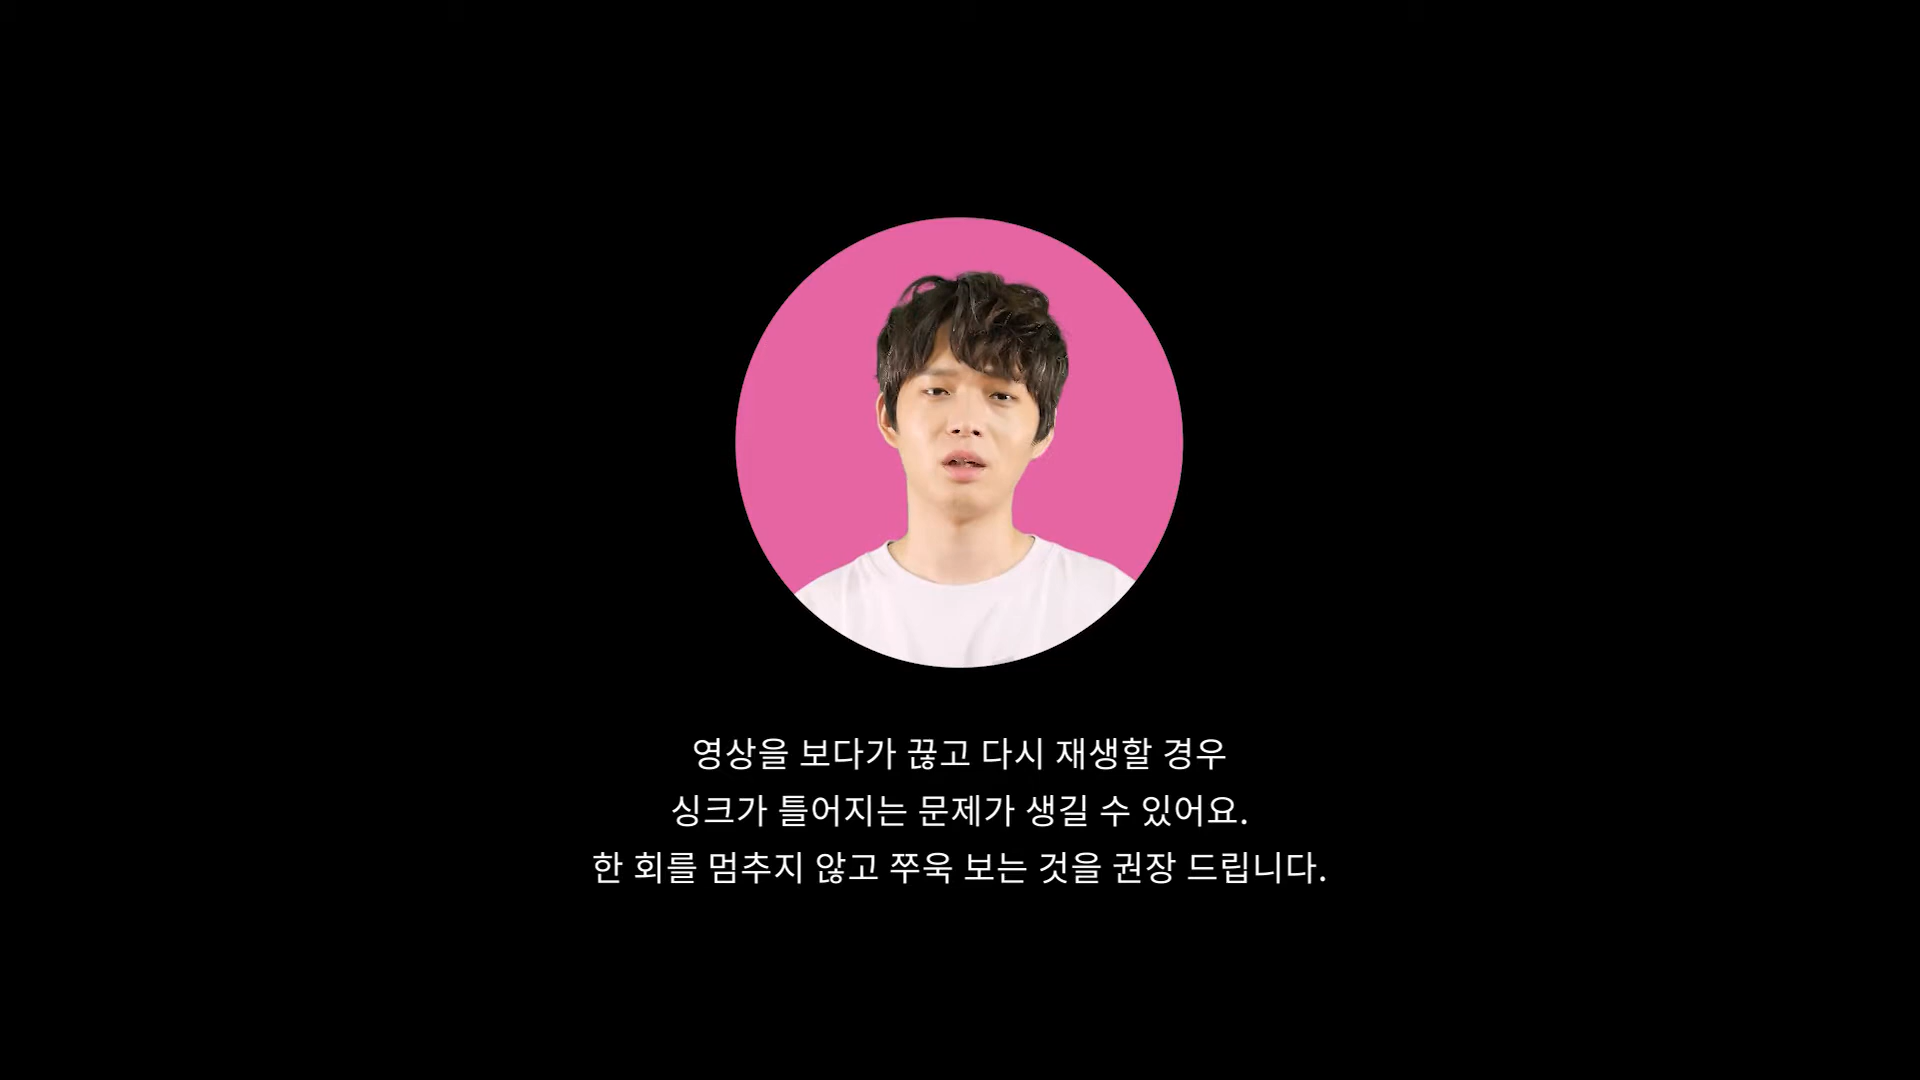 영상을 보다가 끊고 다시 재생할 경우
싱크가 틀어지는 문제가 생길 수 있어요.
한 회를 멈추지 않고 쭈욱 보는 것을 권장 드립니다.